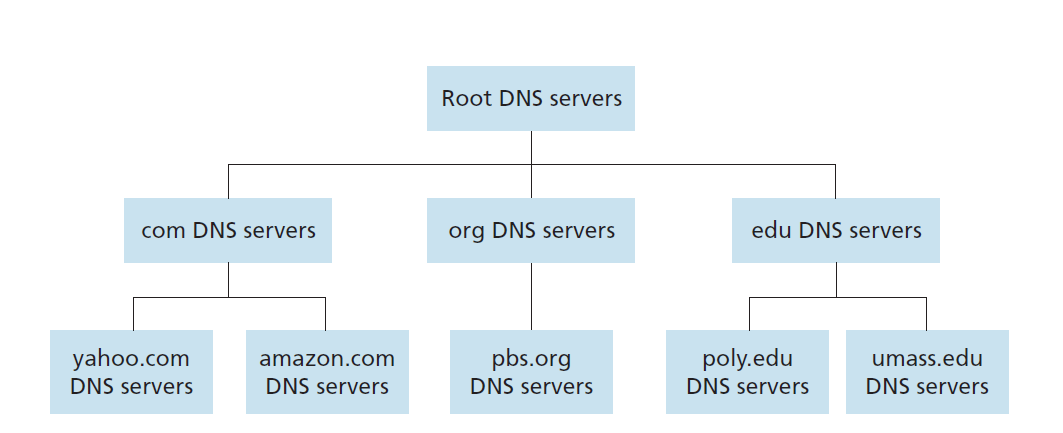 Root DNS servers
com DNS servers
org DNS servers
edu DNS servers
yahoo.com
DNS servers
amazon.com
DNS servers
pbs.org
DNS servers
poly.edu
DNS servers
umass.edu
DNS servers